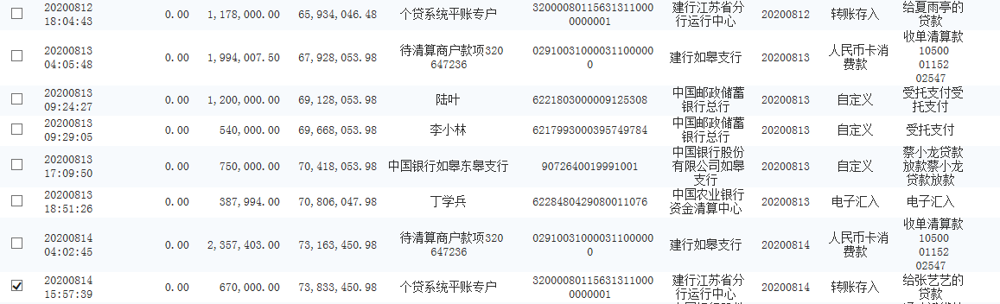 20200812
18:04:43
0.00
1,178,000.00
65,934,046.48
个贷系统平账专户
32000080115631311000
0000001
建行江苏省分
行运行中心
20200812
转账存入
给夏雨亭的
贷款
20200813
04:05:48
0.00
1,994,007.50
67,928,053.98
待清算商户款项320
647236
0291003100003110000
0
建行如皋支行
20200813
人民币卡消
费款
收单清算款
10500
01152
02547
20200813
09:24:27
0.00
1,200,000.00
69,128,053.98
陆叶
6221803000009125308
中国邮政储蓄
银行总行
20200813
自定义
受托支付受
托支付
20200813
09:29:05
0.00
540,000.00
69,668,053.98
李小林
6217993000395749784
中国邮政储蓄
银行总行
20200813
自定义
受托支付
20200813
17:09:50
0.00
750,000.00
70,418,053.98
中国银行如皋东皋支行
9072640019991001
中国银行股份
有限公司如皋
支行
20200813
自定义
蔡小龙贷款
放款蔡小龙
贷款放款
20200813
18:51:26
0.00
387,994.00
70,806,047.98
丁学兵
6228480429080011076
中国农业银行
资金清算中心
20200813
电子汇入
电子汇入
20200814
04:02:45
0.00
2,357,403.00
73,163,450.98
待清算商户款项320
647236
0291003100003110000
0
建行如皋支行
20200814
人民币卡消
费款
收单清算款
10500
01152
02547
20200814
15:57:39
0.00
670,000.00
73,833,450.98
个贷系统平账专户
32000080115631311000
0000001
建行江苏省分
行运行中心
20200814
转账存入
给张艺艺的
贷款